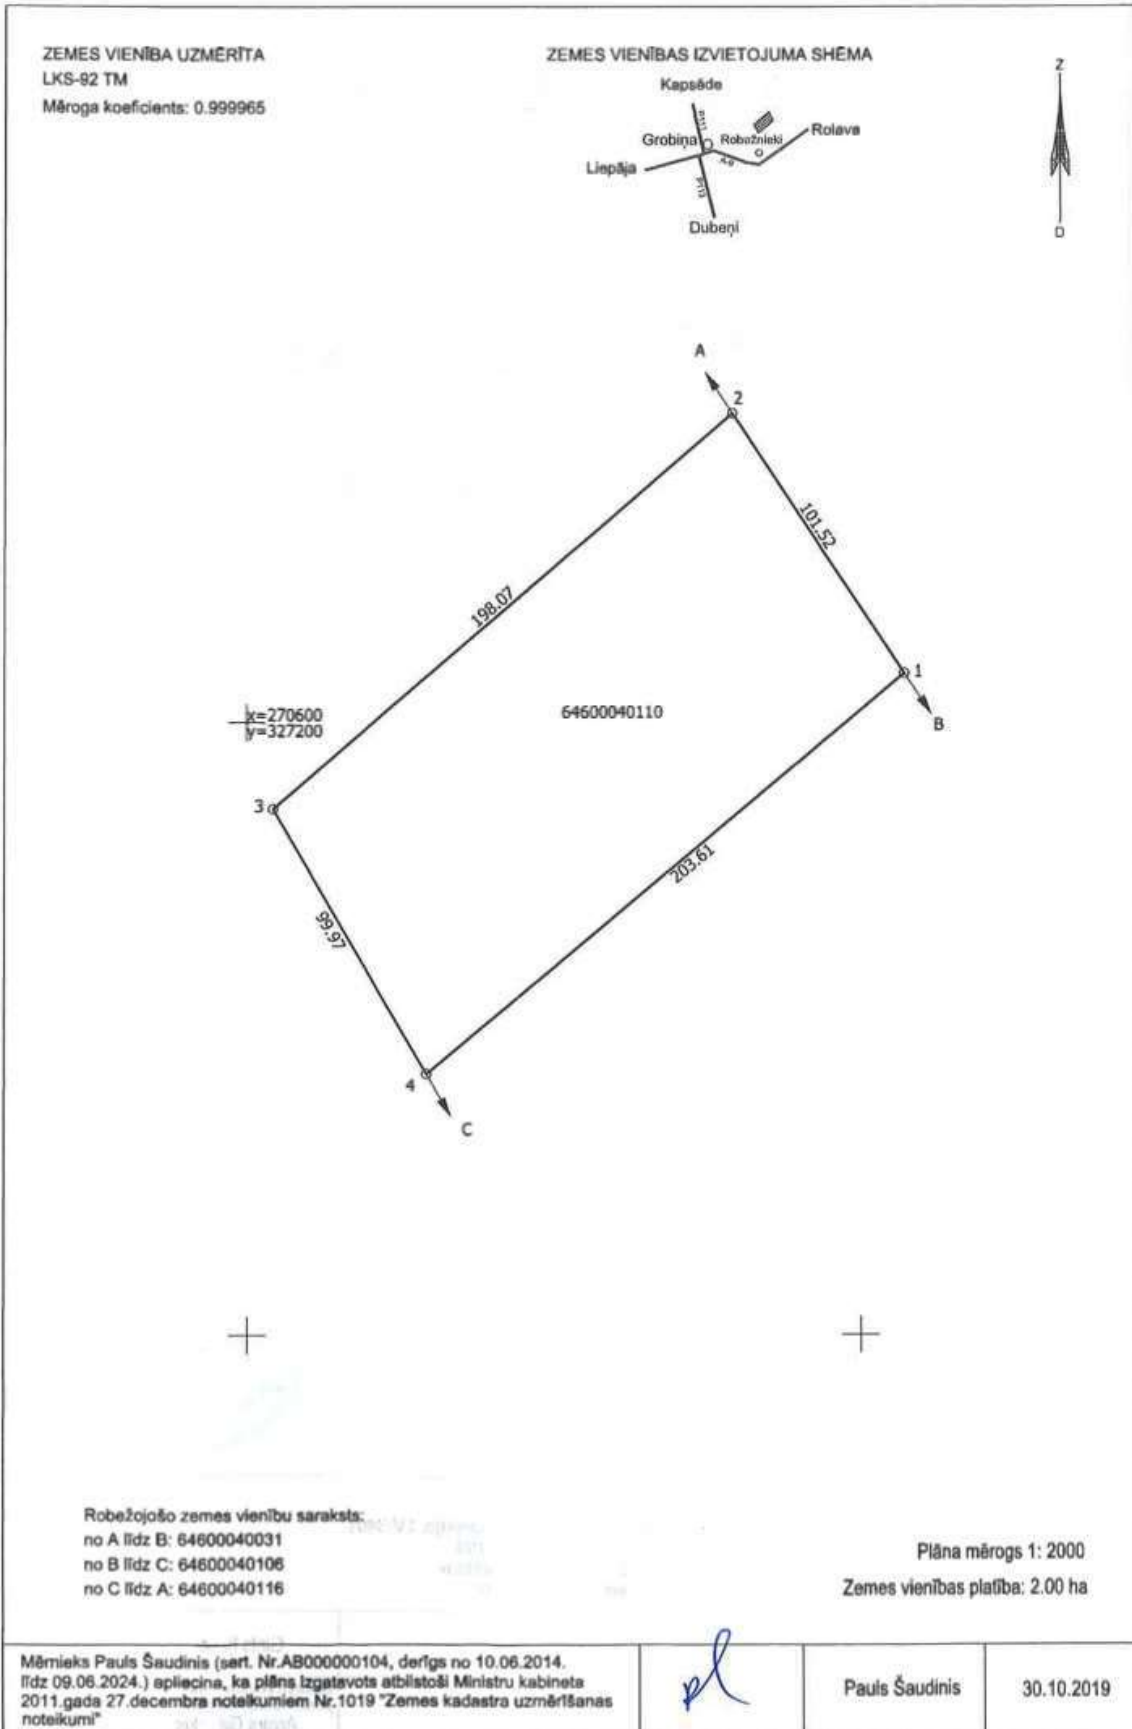 ZEMES VIENĪBA UZMĒRĪTA
LKS-92 TM
Mēroga koeficients: 0.999965
ZEMES VIENĪBAS IZVIETOJUMA SHĒMA
Kapsēde
P111
Grobiņa
Robežnieki
Rolava
Liepāja
A-9
P113
Dubeņi
Z
D
A
2
101.52
198.07
1
B
x=270600
y=327200
64600040110
3
203.61
99.97
4
C
Robežojošo zemes vienību saraksts:
no A līdz B: 64600040031
no B līdz C: 64600040106
no C līdz A: 64600040116
Plāna mērogs 1: 2000
Zemes vienības platība: 2.00 ha
Mērnieks Pauls Šaudinis (sert. Nr.AB000000104, derīgs no 10.06.2014.
līdz 09.06.2024.) apliecina, ka plāns izgatavots atbilstoši Ministru kabineta
2011.gada 27.decembra noteikumiem Nr.1019 "Zemes kadastra uzmērīšanas
noteikumi"
Pauls Šaudinis
30.10.2019